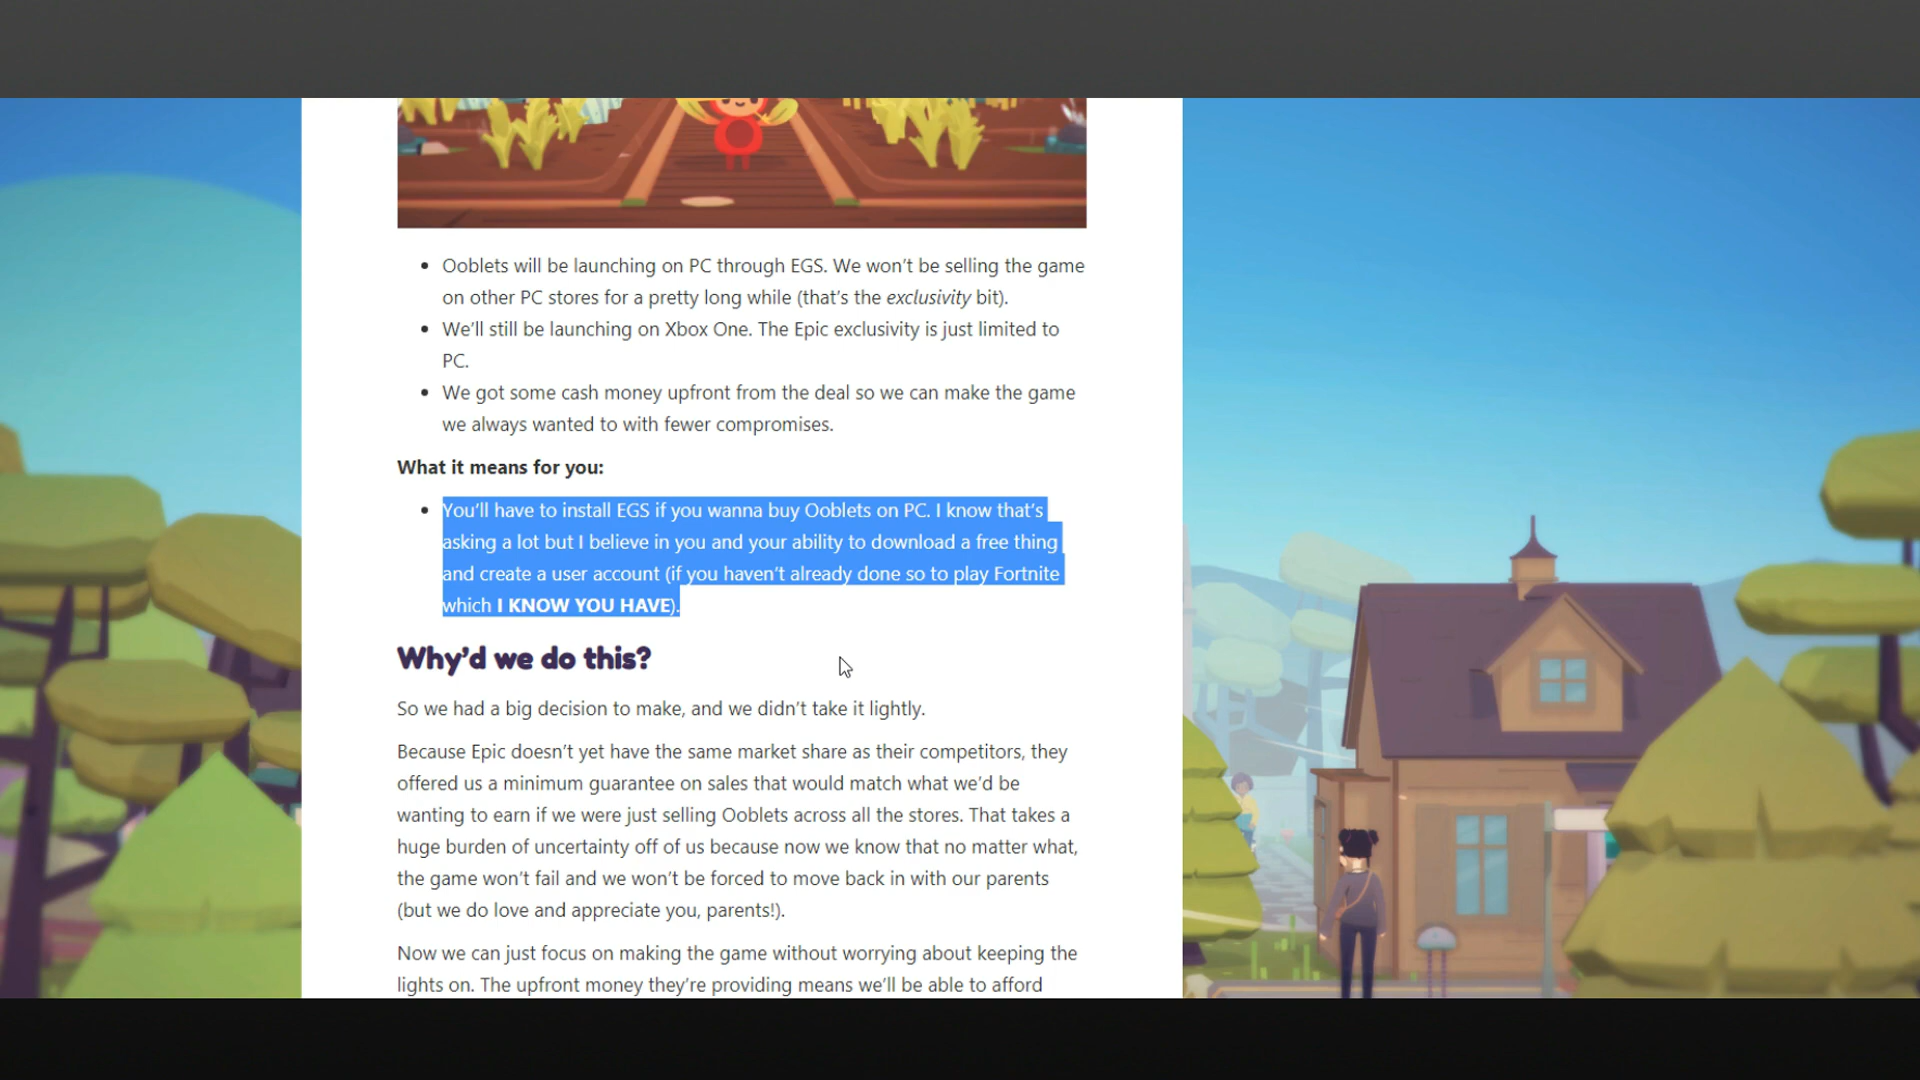 Ooblets will be launching on PC through EGS. We won't be selling the game
on other PC stores for a pretty long while (that's the exclusivity bit).
We'll still be launching on Xbox One. The Epic exclusivity is just limited to
PC.
We got some cash money upfront from the deal so we can make the game
we always wanted to with fewer compromises.
What it means for you:
You'll have to install EGS if you wanna buy Ooblets on PC. I know that's
asking a lot but I believe in you and your ability to download a free thing
and create a user account (if you haven't already done so to play Fortnite
which I KNOW YOU HAVE).
Why'd we do this?
So we had a big decision to make, and we didn't take it lightly.
Because Epic doesn't yet have the same market share as their competitors, they
offered us a minimum guarantee on sales that would match what we'd be
wanting to earn if we were just selling Ooblets across all the stores. That takes a
huge burden of uncertainty off of us because now we know that no matter what,
the game won't fail and we won't be forced to move back in with our parents
(but we do love and appreciate you, parents!).
Now we can just focus on making the game without worrying about keeping the
lights on. The upfront money they're providing means we'll be able to afford